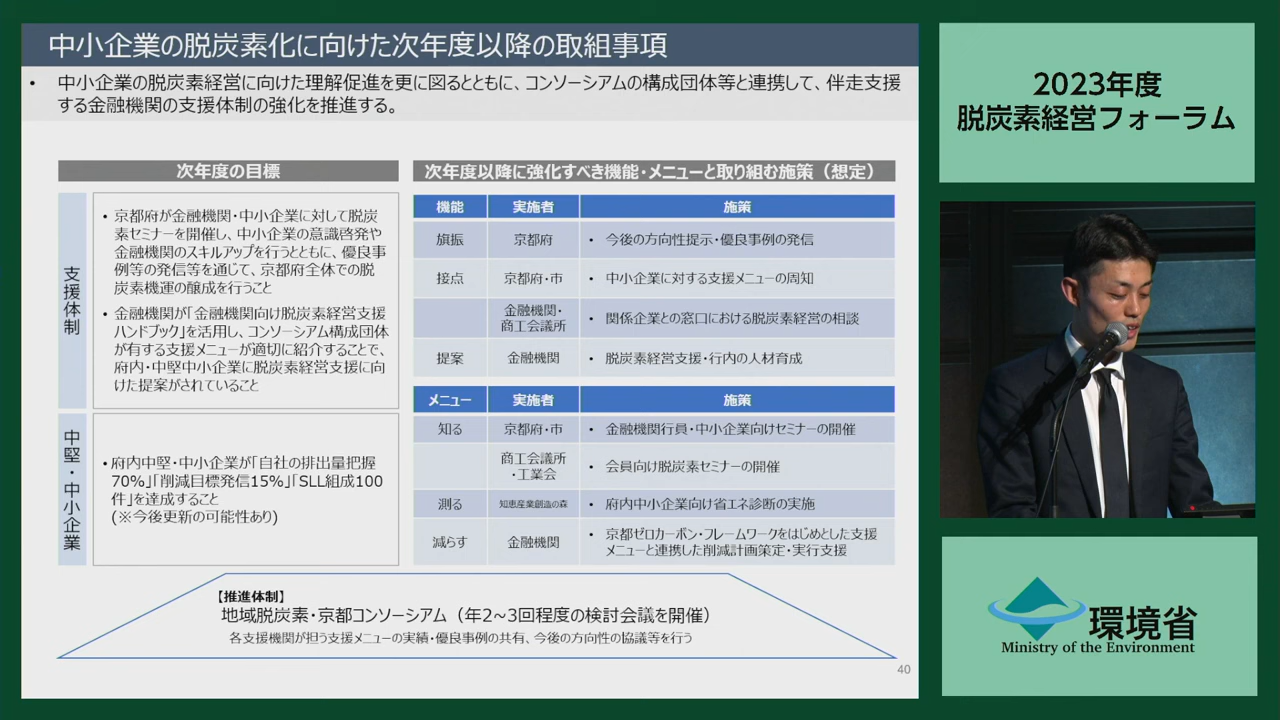 中小企業の脱炭素化に向けた次年度以降の取組事項
• 中小企業の脱炭素経営に向けた理解促進を更に図るとともに、コンソーシアムの構成団体等と連携して、伴走支援
する金融機関の支援体制の強化を推進する。
次年度の目標
支援体制
• 京都府が金融機関・中小企業に対して脱炭
素セミナーを開催し、中小企業の意識啓発や
金融機関のスキルアップを行うとともに、優良事
例等の発信等を通じて、京都府全体での脱
炭素機運の醸成を行うこと
• 金融機関が「金融機関向け脱炭素経営支援
ハンドブック」を活用し、コンソーシアム構成団体
が有する支援メニューが適切に紹介することで、
府内・中堅中小企業に脱炭素経営支援に向
けた提案がされていること
中堅・中小企業
• 府内中堅・中小企業が「自社の排出量把握
70%」「削減目標発信15%」「SLL組成100
件」を達成すること
(※今後更新の可能性あり)
次年度以降に強化すべき機能・メニューと取り組む施策（想定）
機能 実施者 施策
旗振 京都府 • 今後の方向性提示・優良事例の発信
接点 京都府・市 • 中小企業に対する支援メニューの周知
金融機関・
商工会議所 • 関係企業との窓口における脱炭素経営の相談
提案 金融機関 • 脱炭素経営支援・行内の人材育成
メニュー 実施者 施策
知る 京都府・市 • 金融機関行員・中小企業向けセミナーの開催
商工会議所
・工業会 • 会員向け脱炭素セミナーの開催
測る 知恵産業創造の森 • 府内中小企業向け省エネ診断の実施
減らす 金融機関 • 京都ゼロカーボン・フレームワークをはじめとした支援
メニューと連携した削減計画策定・実行支援
【推進体制】
地域脱炭素・京都コンソーシアム（年2~3回程度の検討会議を開催）
各支援機関が担う支援メニューの実績・優良事例の共有、今後の方向性の協議等を行う
40
2023年度
脱炭素経営フォーラム
環境省
Ministry of the Environment